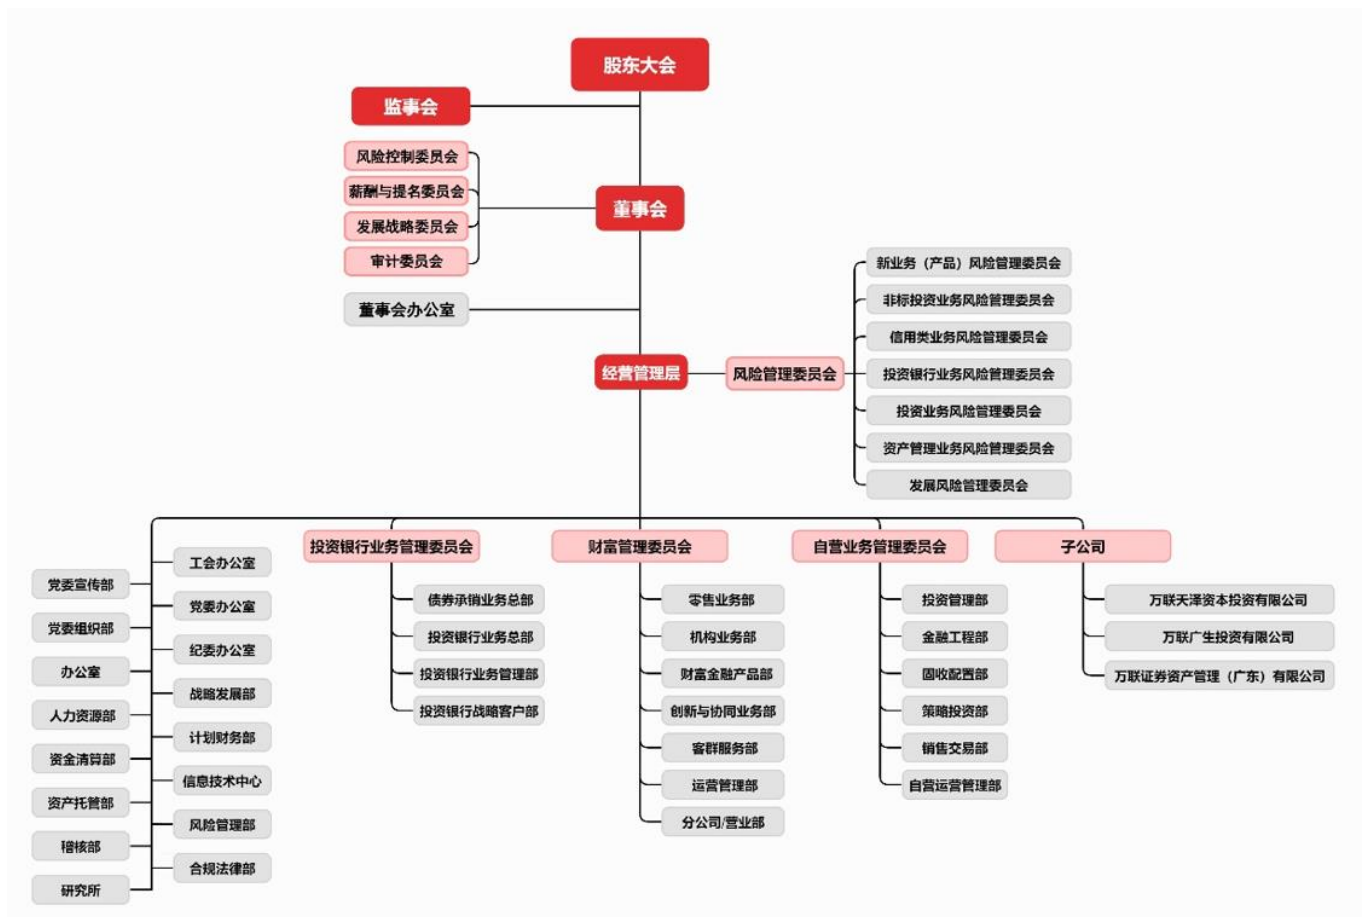 股东大会
监事会
风险控制委员会
薪酬与提名委员会
发展战略委员会
审计委员会
董事会
董事会办公室
经营管理层
风险管理委员会
新业务（产品）风险管理委员会
非标投资业务风险管理委员会
信用类业务风险管理委员会
投资银行业务风险管理委员会
投资业务风险管理委员会
资产管理业务风险管理委员会
发展风险管理委员会
党委宣传部
党委组织部
办公室
人力资源部
资金清算部
资产托管部
稽核部
研究所
工会办公室
党委办公室
纪委办公室
战略发展部
计划财务部
信息技术中心
风险管理部
合规法律部
投资银行业务管理委员会
债券承销业务总部
投资银行业务总部
投资银行业务管理部
投资银行战略客户部
财富管理委员会
零售业务部
机构业务部
财富金融产品部
创新与协同业务部
客群服务部
运营管理部
分公司/营业部
自营业务管理委员会
投资管理部
金融工程部
固收配置部
策略投资部
销售交易部
自营运营管理部
子公司
万联天泽资本投资有限公司
万联广生投资有限公司
万联证券资产管理（广东）有限公司